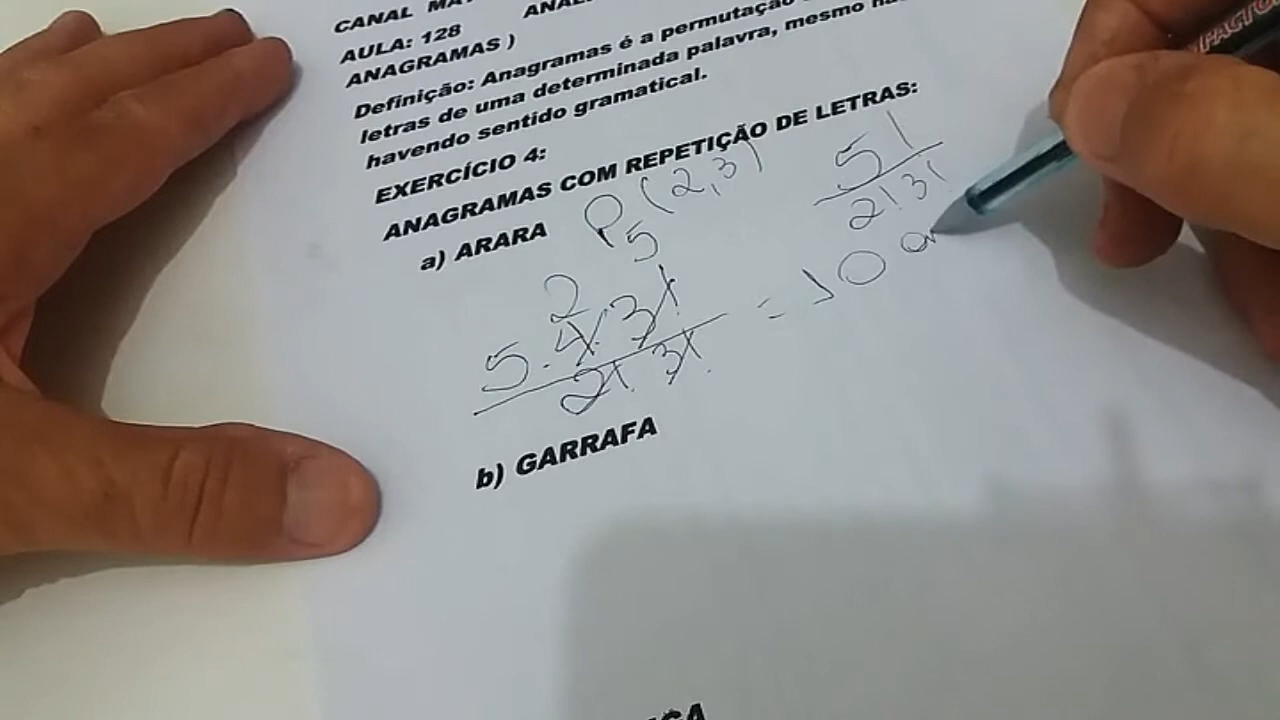 CANAL
AULA: 128
ANAGRAMAS )
Definição: Anagramas é a permutação
letras de uma determinada palavra, mesmo
havendo sentido gramatical.
EXERCÍCIO 4:
ANAGRAMAS COM REPETIÇÃO DE LETRAS:
a) ARARA P5 (2,3) 5! / 2! 3!
5.4.3! / 2!.3! = 10
2
b) GARRAFA